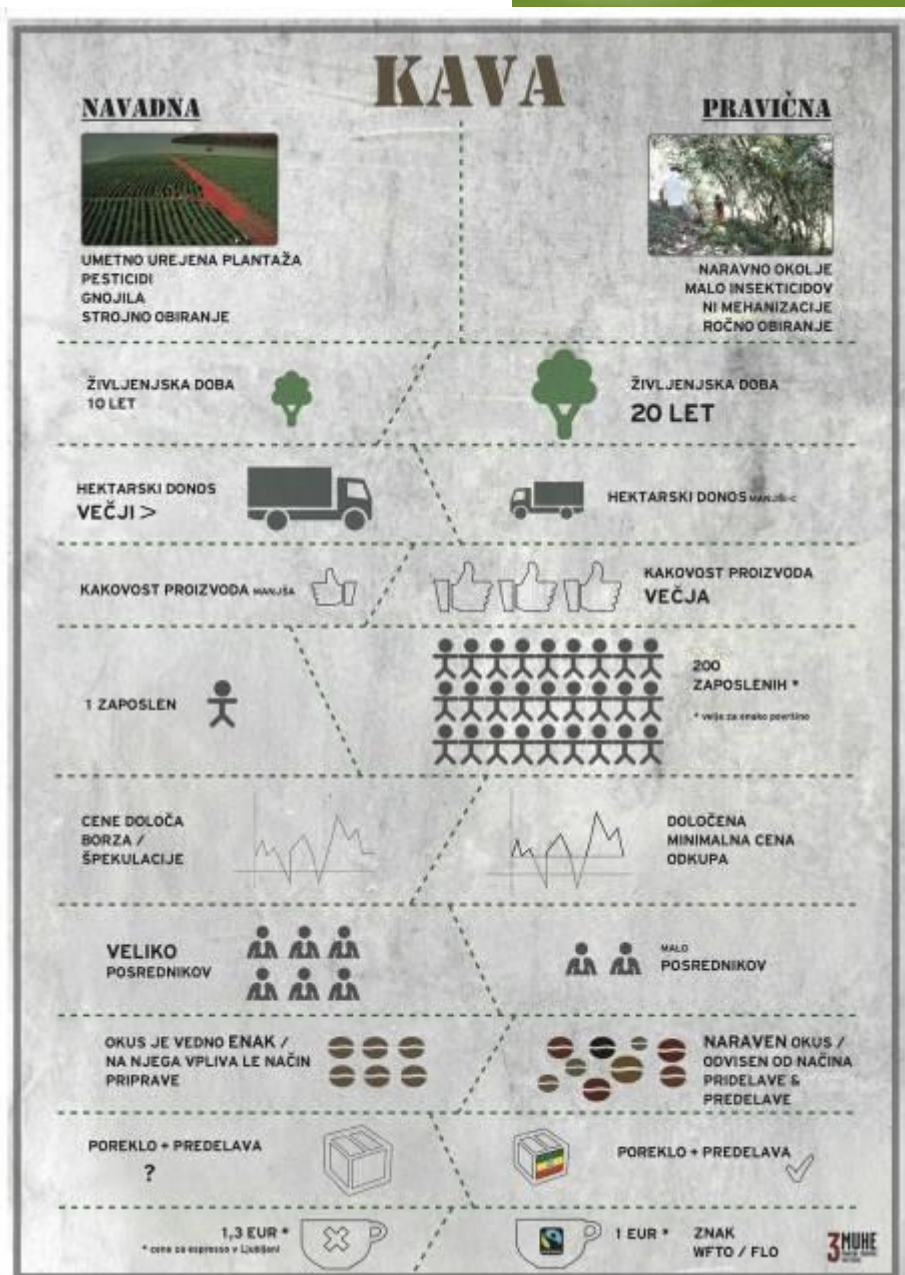 KAVA
NAVADNA
PRAVIČNA
UMETNO UREJENA PLANTAŽA
PESTICIDI
GNOJILA
STROJNO OBIRANJE
NARAVNO OKOLJE
MALO INSEKTICIDOV
NI MEHANIZACIJE
ROČNO OBIRANJE
ŽIVLJENJSKA DOBA
10 LET
ŽIVLJENJSKA DOBA
20 LET
HEKTARSKI DONOS
VEČJI >
HEKTARSKI DONOS MANJŠI <
KAKOVOST PROIZVODA MANJŠA
KAKOVOST PROIZVODA
VEČJA
1 ZAPOSLEN
200
ZAPOSLENIH *
* velja za enako površino
CENE DOLOČA
BORZA /
ŠPEKULACIJE
DOLOČENA
MINIMALNA CENA
ODKUPA
VELIKO
POSREDNIKOV
MALO
POSREDNIKOV
OKUS JE VEDNO ENAK /
NA NJEGA VPLIVA LE NAČIN
PRIPRAVE
NARAVEN OKUS /
ODVISEN OD NAČINA
PRIDELAVE &
PREDELAVE
POREKLO + PREDELAVA
?
POREKLO + PREDELAVA
1,3 EUR *
* cena za espresso v Ljubljani
1 EUR *
ZNAK
WFTO / FLO
3MUHE